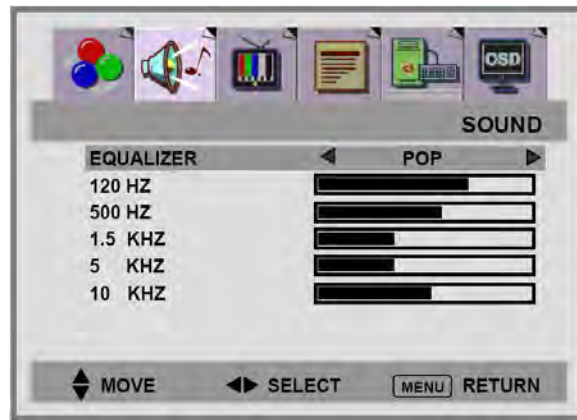 OSD
SOUND
EQUALIZER POP
120 HZ
500 HZ
1.5 KHZ
5 KHZ
10 KHZ
MOVE SELECT MENU RETURN